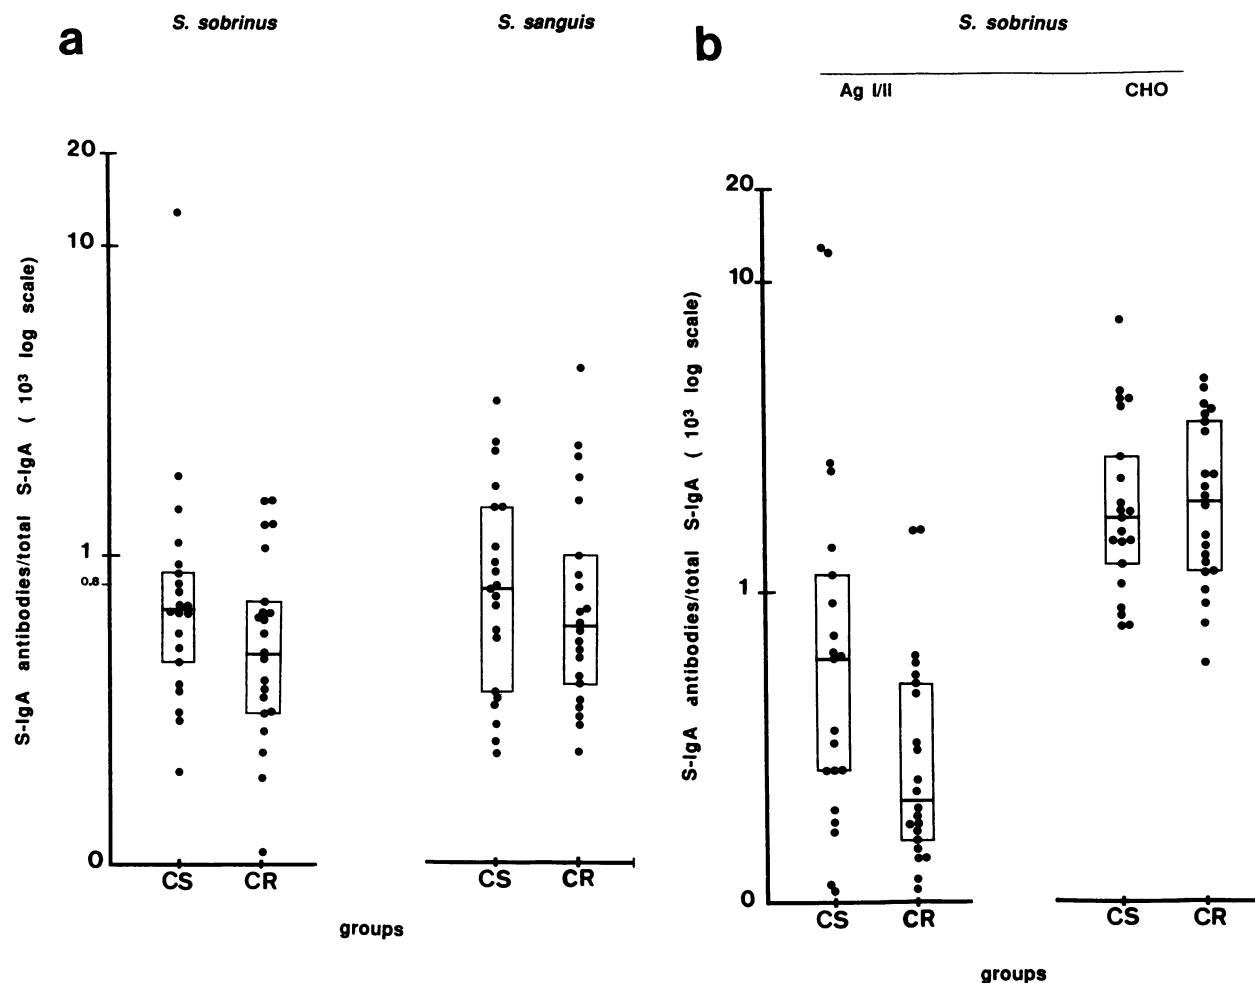 a
S. sobrinus
S. sanguis
20
10
1
0.8
0
S-IgA antibodies/total S-IgA ( 10³ log scale)
CS
CR
CS
CR
groups
b
S. sobrinus
Ag I/II
CHO
20
10
1
0
S-IgA antibodies/total S-IgA ( 10³ log scale)
CS
CR
CS
CR
groups